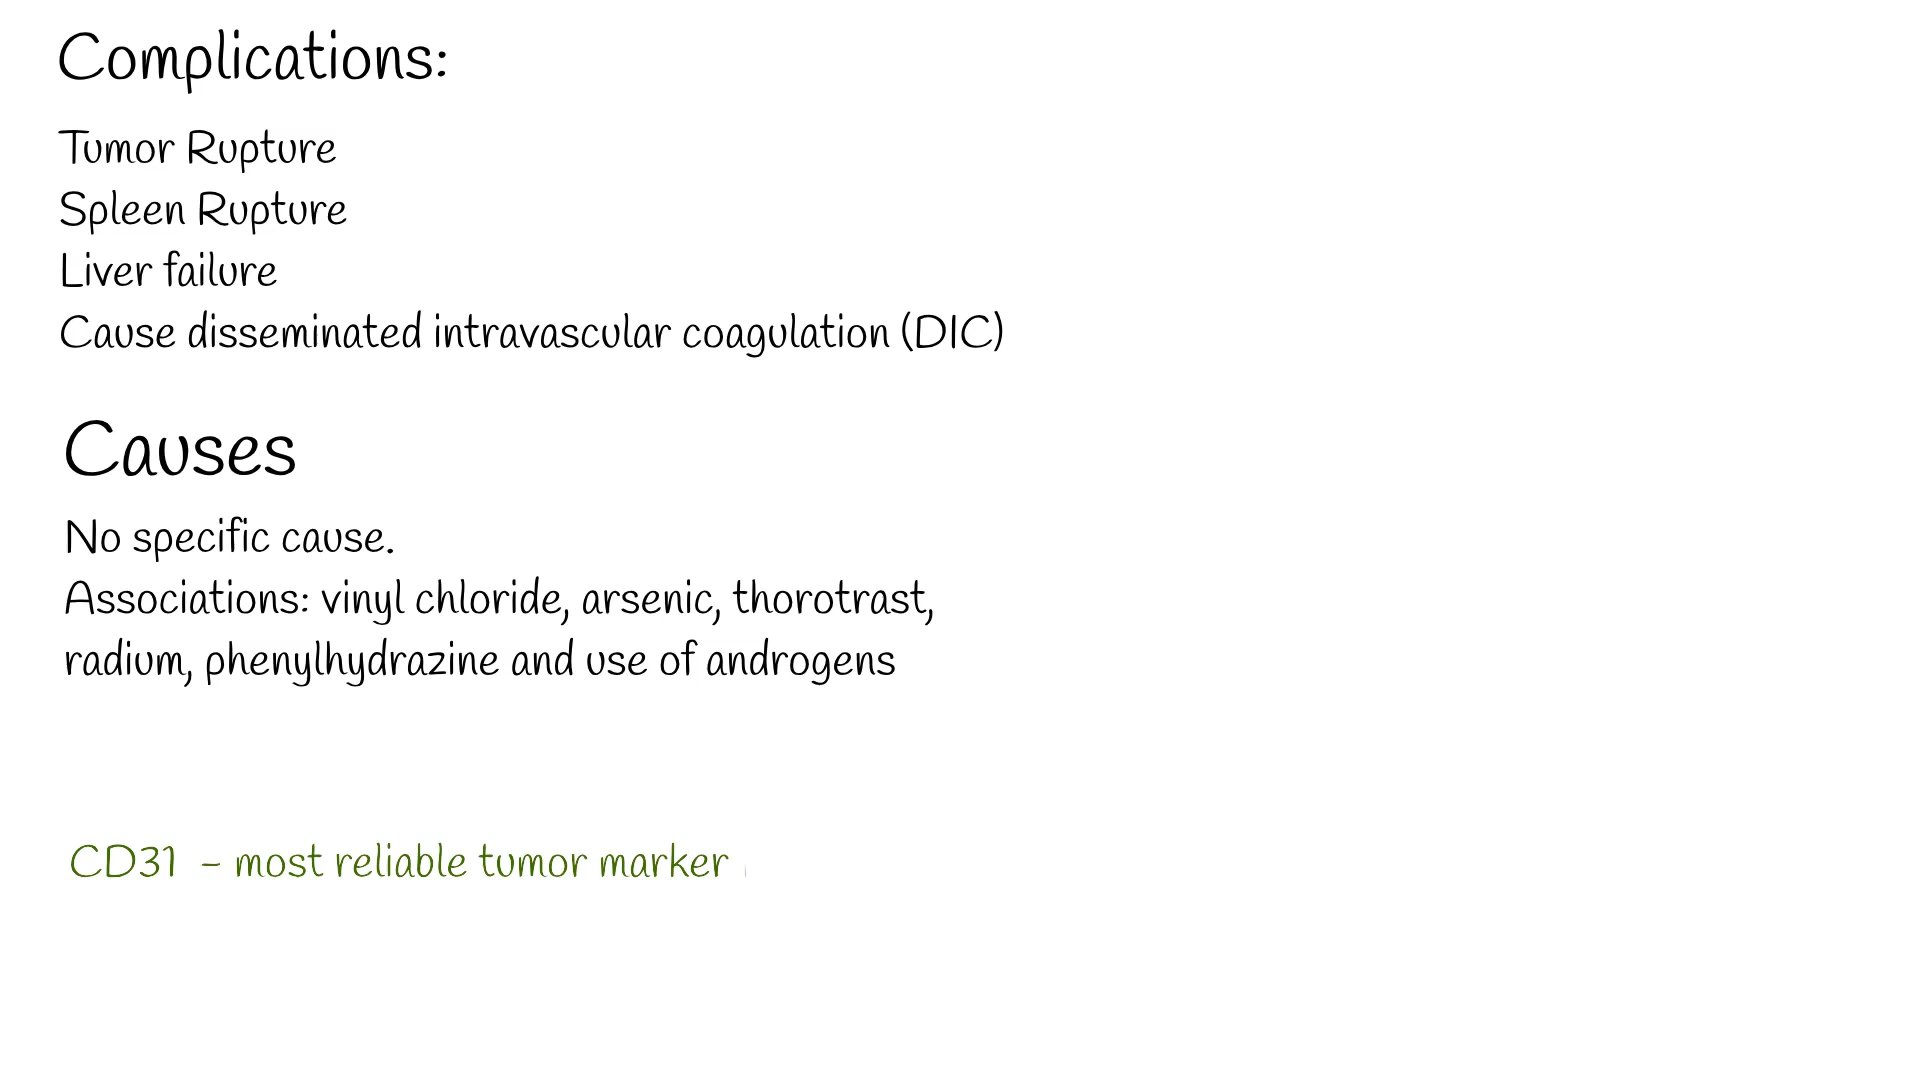 Complications:
Tumor Rupture
Spleen Rupture
Liver failure
Cause disseminated intravascular coagulation (DIC)
Causes
No specific cause.
Associations: vinyl chloride, arsenic, thorotrast,
radium, phenylhydrazine and use of androgens
CD31 – most reliable tumor marker